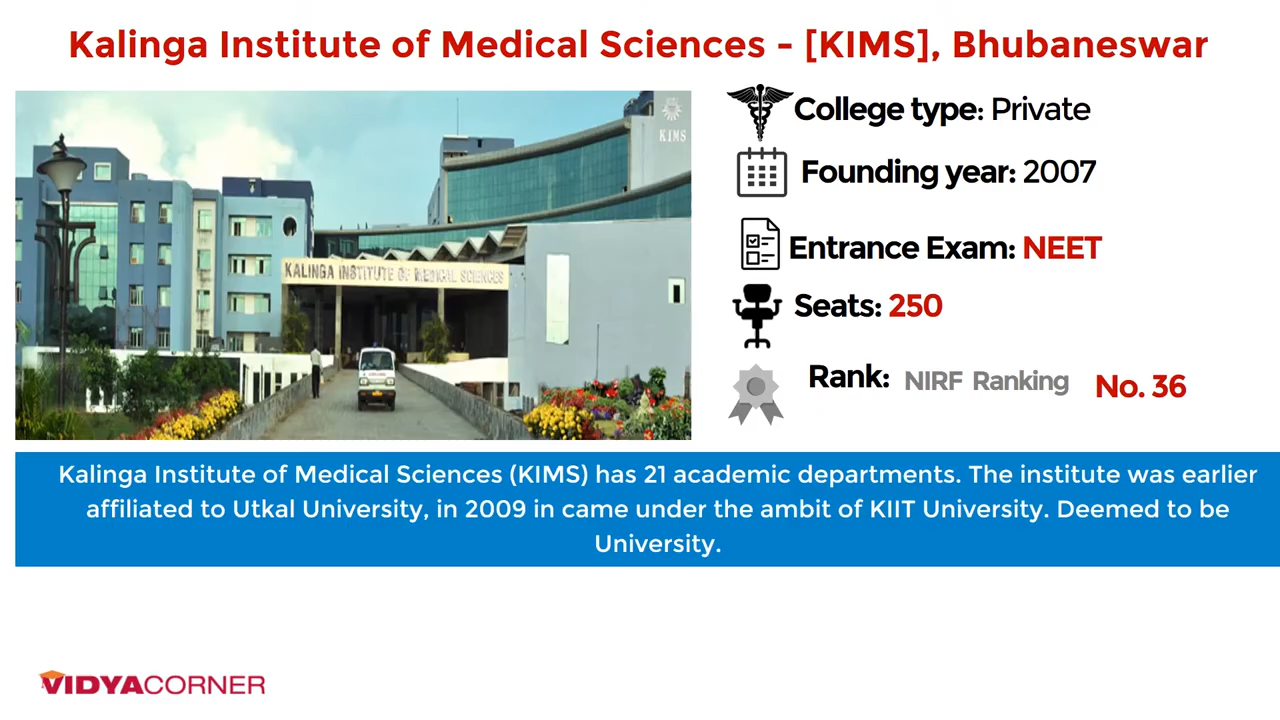 Kalinga Institute of Medical Sciences - [KIMS], Bhubaneswar
KIMS
KALINGA INSTITUTE OF MEDICAL SCIENCES
College type: Private
Founding year: 2007
Entrance Exam: NEET
Seats: 250
Rank: NIRF Ranking No. 36
Kalinga Institute of Medical Sciences (KIMS) has 21 academic departments. The institute was earlier
affiliated to Utkal University, in 2009 in came under the ambit of KIIT University. Deemed to be
University.
VIDYACORNER